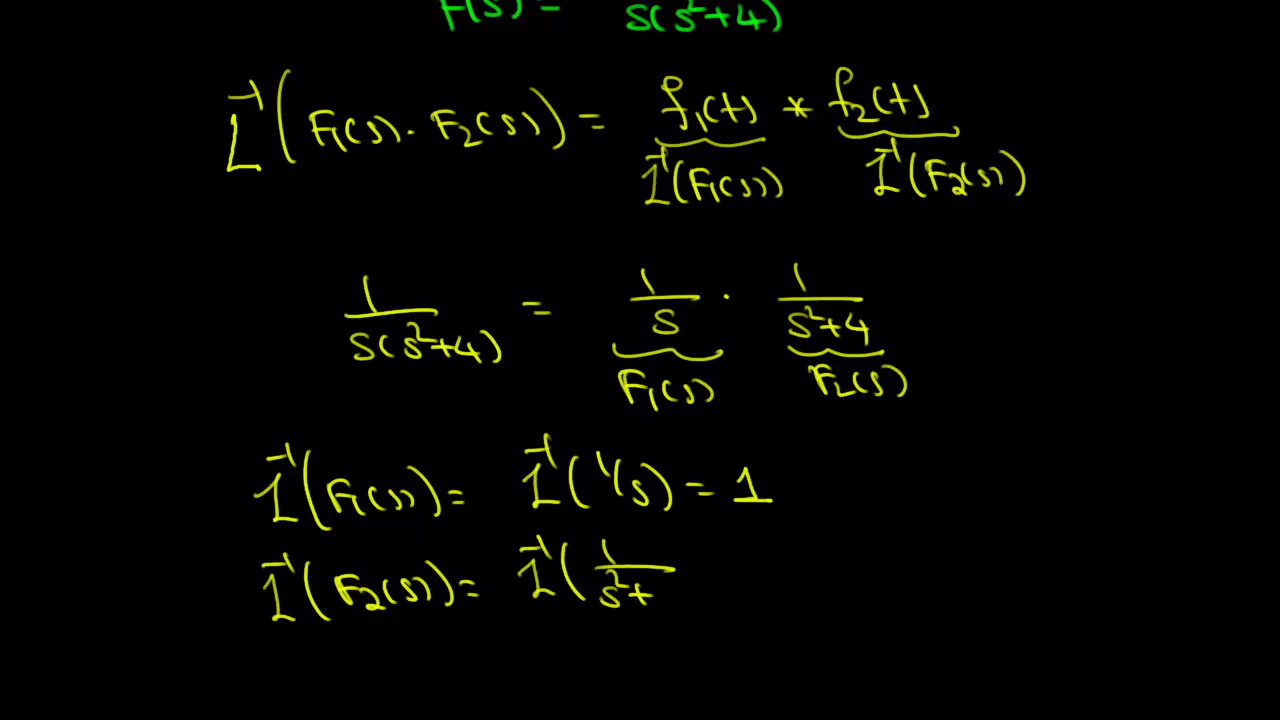 F(s) = s(s²+4)
L⁻¹(F₁(s)·F₂(s)) = f₁(t) * f₂(t)
L⁻¹(F₁(s)) L⁻¹(F₂(s))
1/(s(s²+4)) = 1/s · 1/(s²+4)
F₁(s) F₂(s)
L⁻¹(F₁(s)) = L⁻¹(1/s) = 1
L⁻¹(F₂(s)) = L⁻¹(1/(s²+